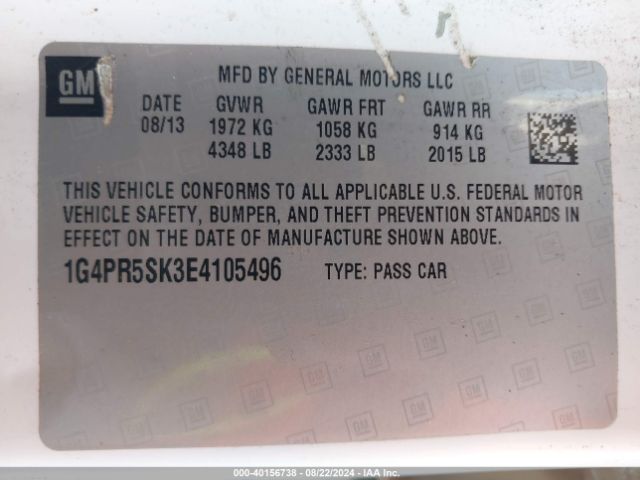 GM
MFD BY GENERAL MOTORS LLC
DATE GVWR GAWR FRT GAWR RR
08/13 1972 KG 1058 KG 914 KG
4348 LB 2333 LB 2015 LB
THIS VEHICLE CONFORMS TO ALL APPLICABLE U.S. FEDERAL MOTOR
VEHICLE SAFETY, BUMPER, AND THEFT PREVENTION STANDARDS IN
EFFECT ON THE DATE OF MANUFACTURE SHOWN ABOVE.
1G4PR5SK3E4105496 TYPE: PASS CAR
000-40156738 - 08/22/2024 - IAA Inc.